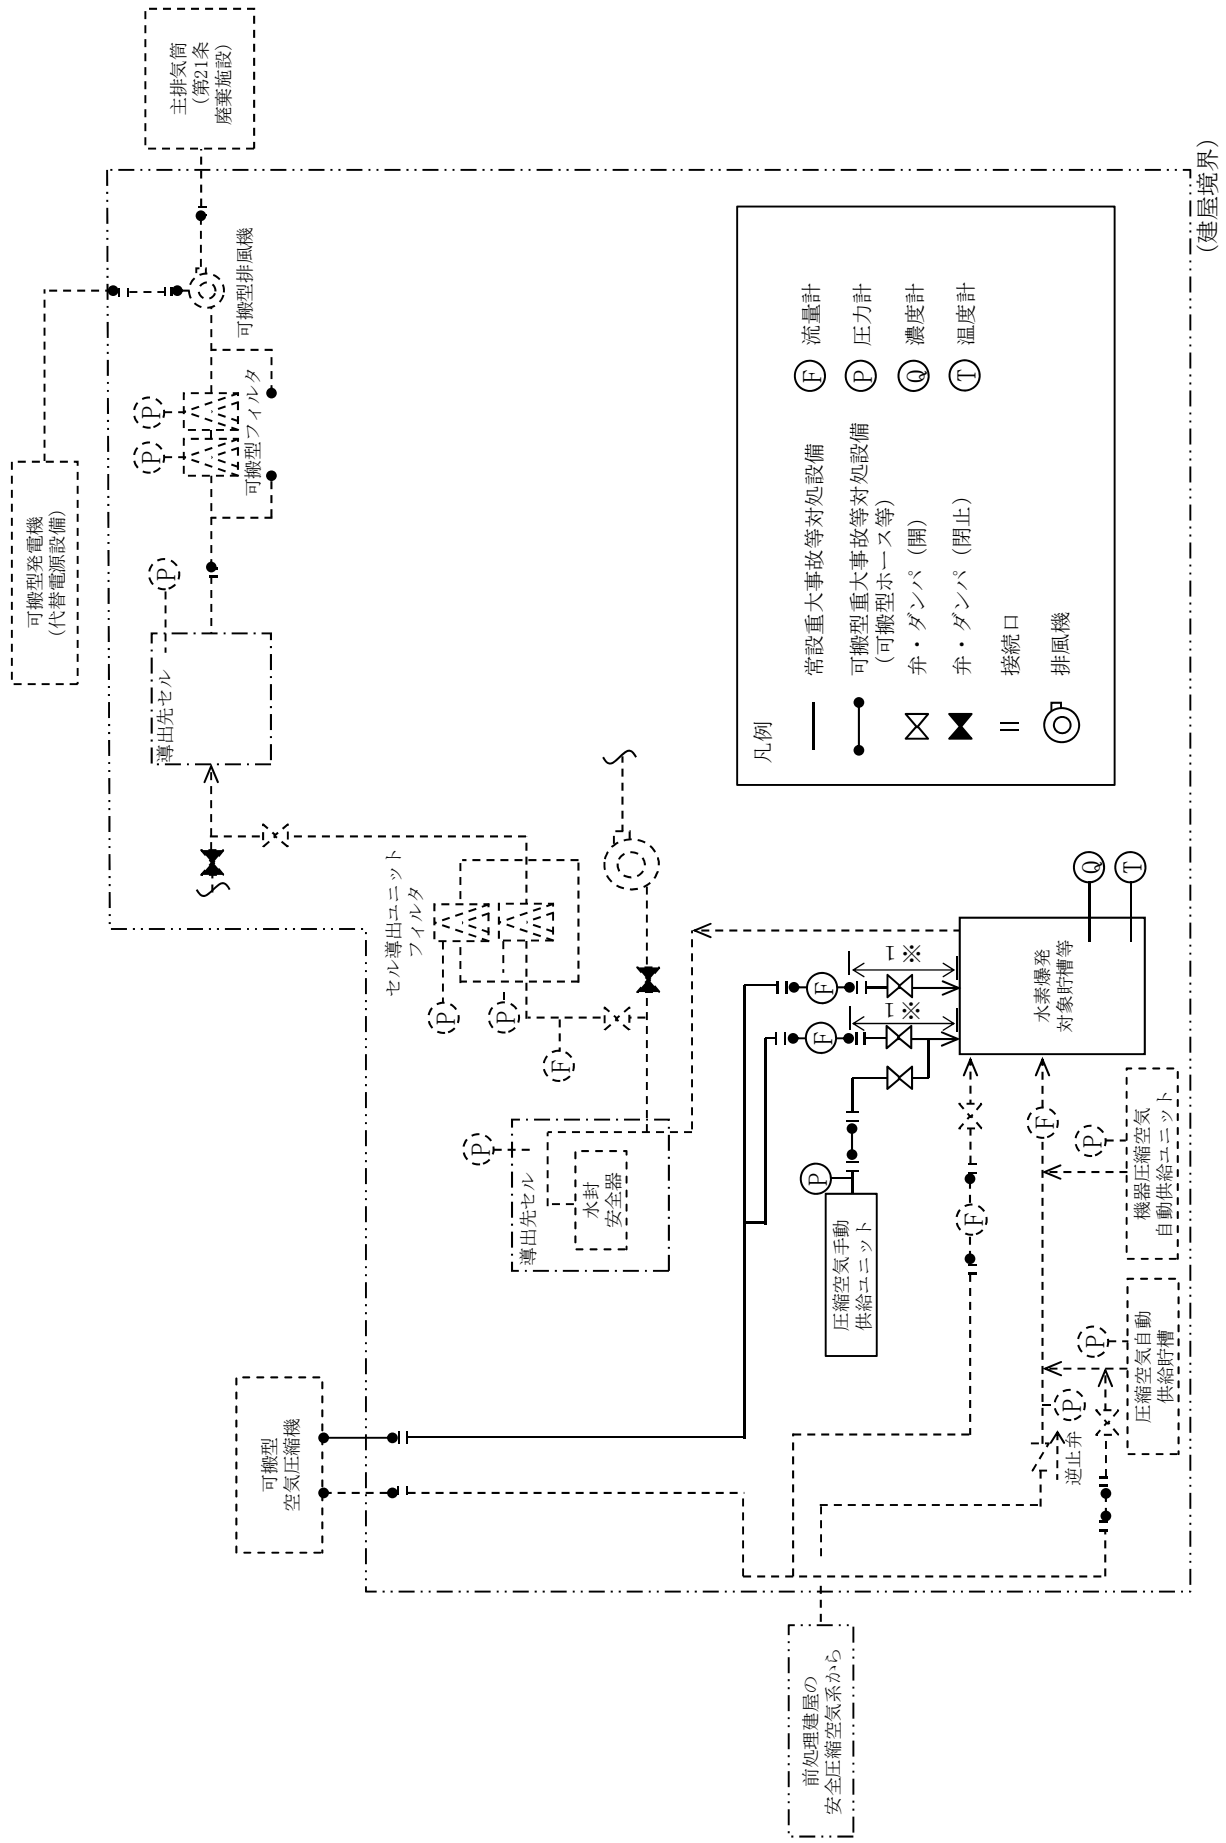 主排気筒
(第21条
廃棄施設)
可搬型発電機
(代替電源設備)
可搬型排風機
P
P
可搬型フィルタ
P
導出先セル
セル導出ユニット
フィルタ
P
P
F
P
導出先セル
水封
安全器
可搬型
空気圧縮機
前処理建屋の
安全圧縮空気系から
F
F
※1
※1
P
圧縮空気手動
供給ユニット
F
F
水素爆発
対象貯槽等
Q
T
P
機器圧縮空気
自動供給ユニット
P
圧縮空気自動
供給貯槽
P
逆止弁
凡例
常設重大事故等対処設備
可搬型重大事故等対処設備
(可搬型ホース等)
弁・ダンパ (開)
弁・ダンパ (閉止)
接続口
排風機
F 流量計
P 圧力計
Q 濃度計
T 温度計
(建屋境界)